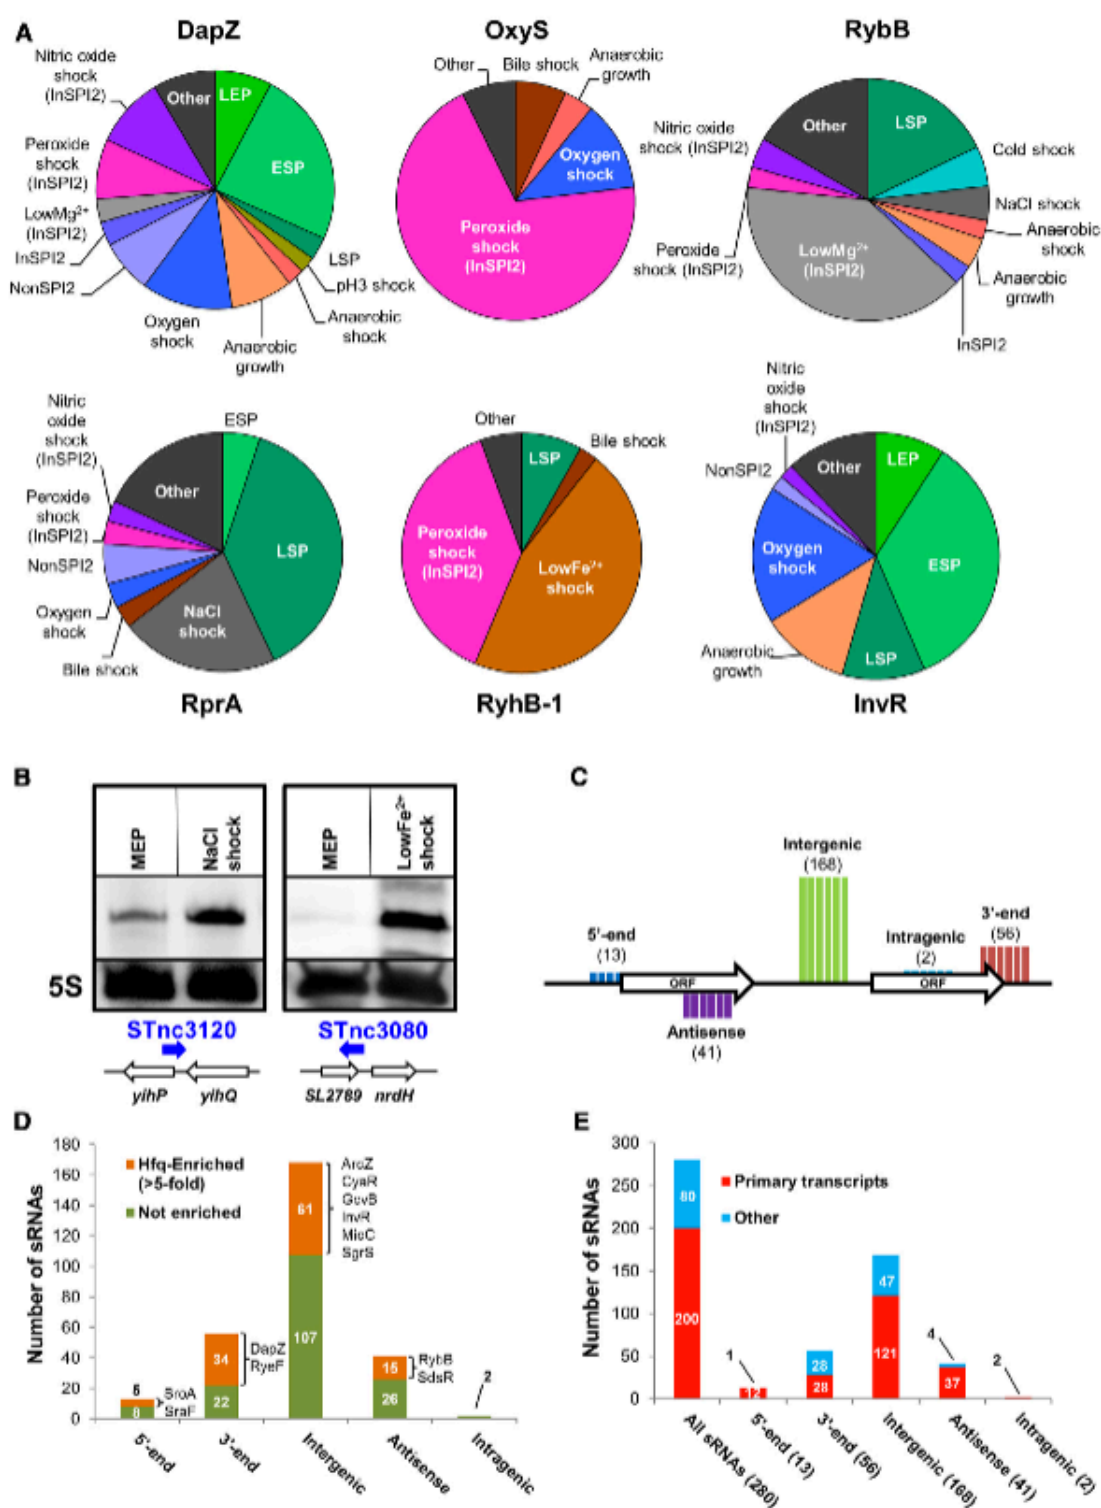 A
DapZ
OxyS
RybB
Nitric oxide
shock
(InSPI2)
Other
LEP
ESP
Peroxide
shock
(InSPI2)
LowMg²⁺
(InSPI2)
InSPI2
NonSPI2
Oxygen
shock
Anaerobic
growth
Anaerobic
shock
pH3 shock
LSP
Other
Bile shock
Anaerobic
growth
Oxygen
shock
Peroxide
shock
(InSPI2)
Other
LSP
Cold shock
NaCl shock
Anaerobic
shock
Anaerobic
growth
InSPI2
LowMg²⁺
(InSPI2)
Nitric oxide
shock (InSPI2)
Peroxide
shock (InSPI2)
Nitric
oxide
shock
(InSPI2)
ESP
Other
LSP
Peroxide
shock
(InSPI2)
NonSPI2
Oxygen
shock
NaCl
shock
Bile shock
RprA
Other
LSP
Bile shock
Peroxide
shock
(InSPI2)
LowFe²⁺
shock
RyhB-1
Nitric
oxide
shock
(InSPI2)
NonSPI2
Other
LEP
ESP
Oxygen
shock
Anaerobic
growth
LSP
InvR
B
MEP
NaCl
shock
MEP
LowFe²⁺
shock
5S
STnc3120
STnc3080
yihP
yihQ
SL2789
nrdH
C
Intergenic
(168)
5'-end
(13)
Intragenic
(2)
3'-end
(56)
ORF
ORF
Antisense
(41)
D
Number of sRNAs
180
160
140
120
100
80
60
40
20
0
Hfq-Enriched
(>5-fold)
Not enriched
5
8
SroA
SraF
34
22
DapZ
RyeF
61
107
ArcZ
CyaR
GcvB
InvR
MicC
SgrS
15
26
RybB
SdsR
2
5'-end
3'-end
Intergenic
Antisense
Intragenic
E
Number of sRNAs
300
250
200
150
100
50
0
Primary transcripts
Other
80
200
1
12
28
28
47
121
4
37
2
All sRNAs (280)
5'-end (13)
3'-end (56)
Intergenic (168)
Antisense (41)
Intragenic (2)